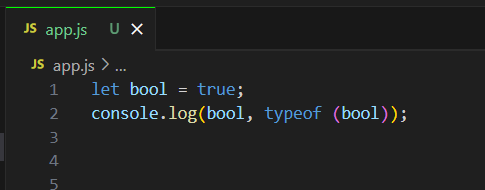 JS app.js U ×
JS app.js > ...
1 let bool = true;
2 console.log(bool, typeof (bool));
3
4
5